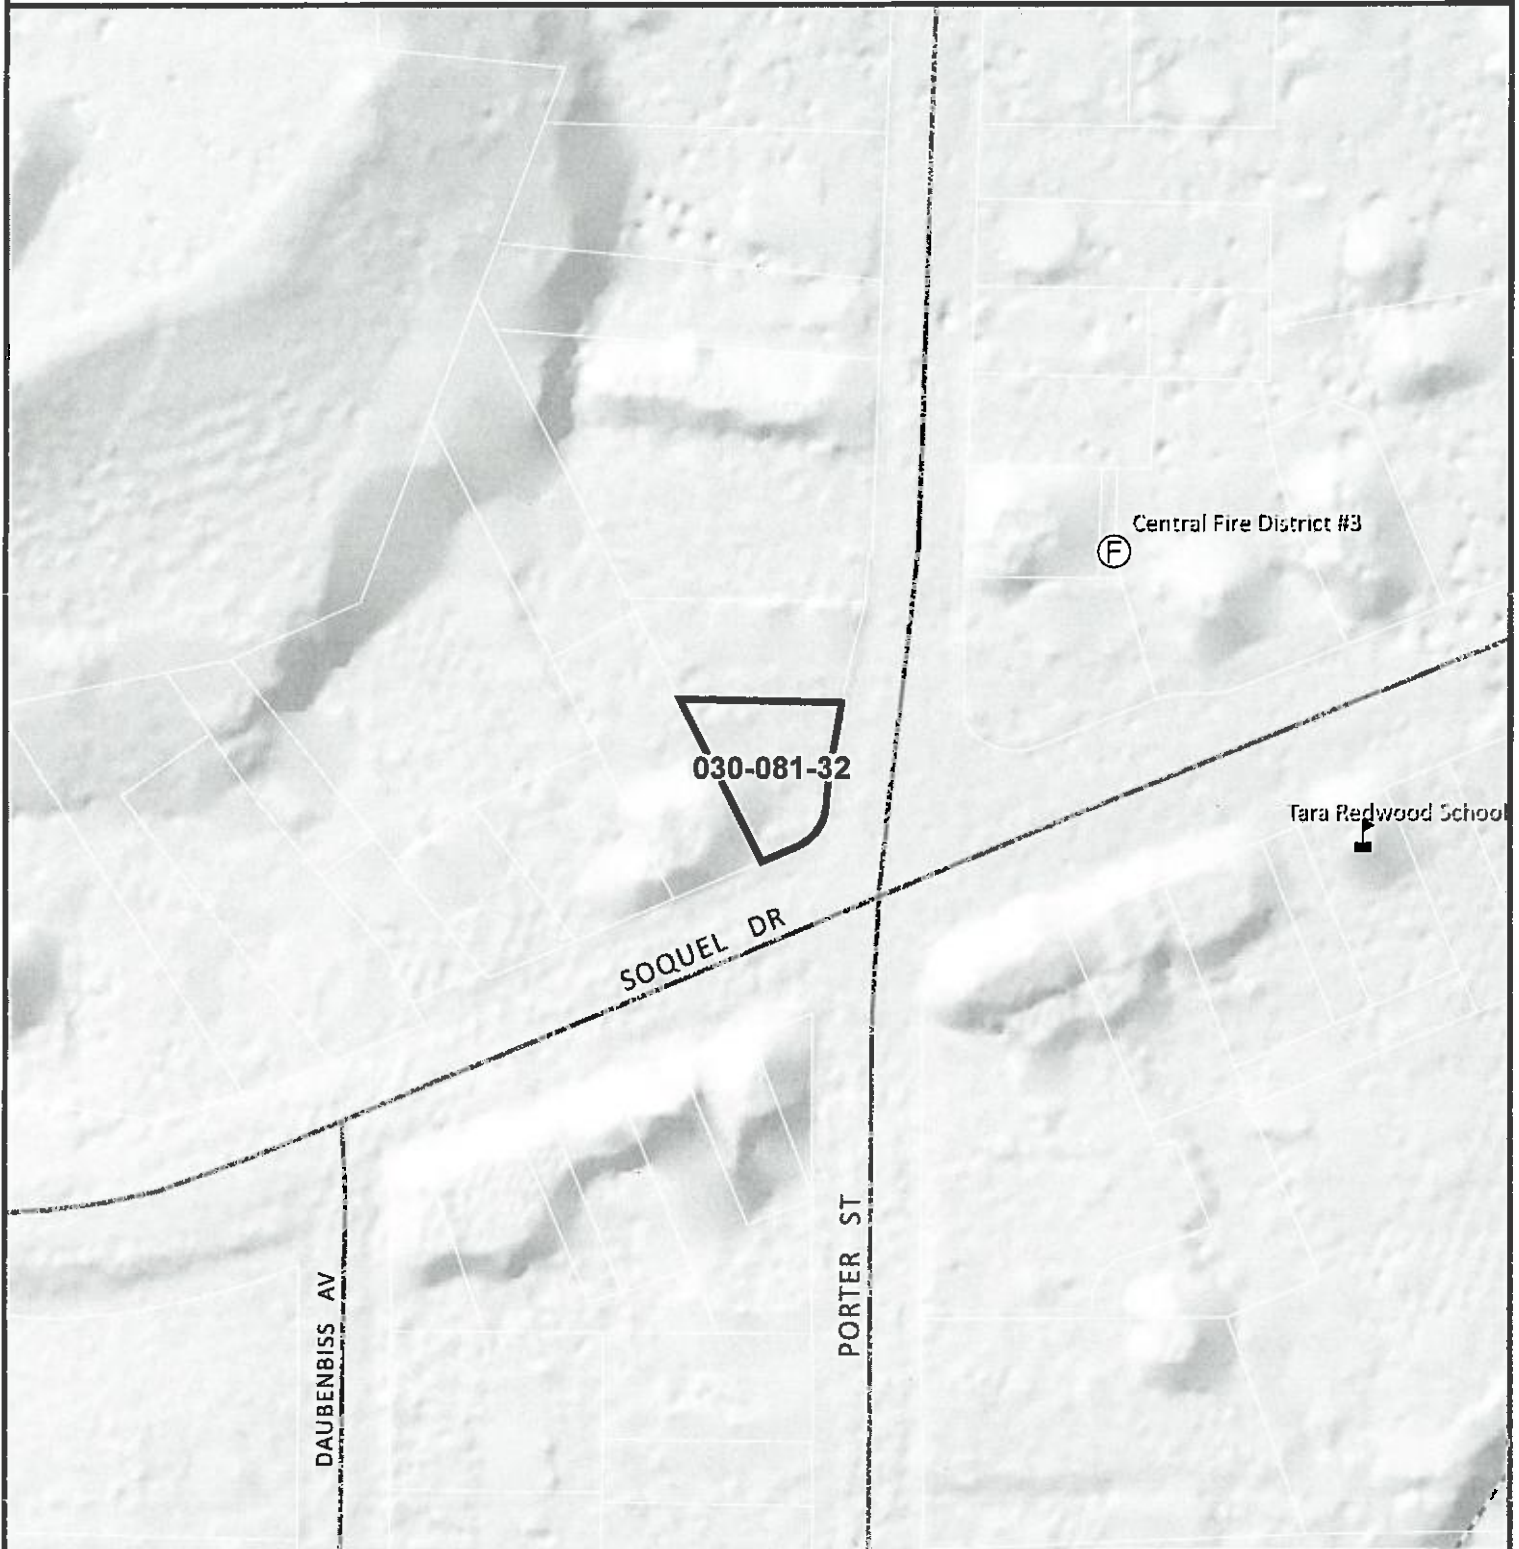 Central Fire District #3
F
030-081-32
Tara Redwood School
SOQUEL DR
PORTER ST
DAUBENBISS AV